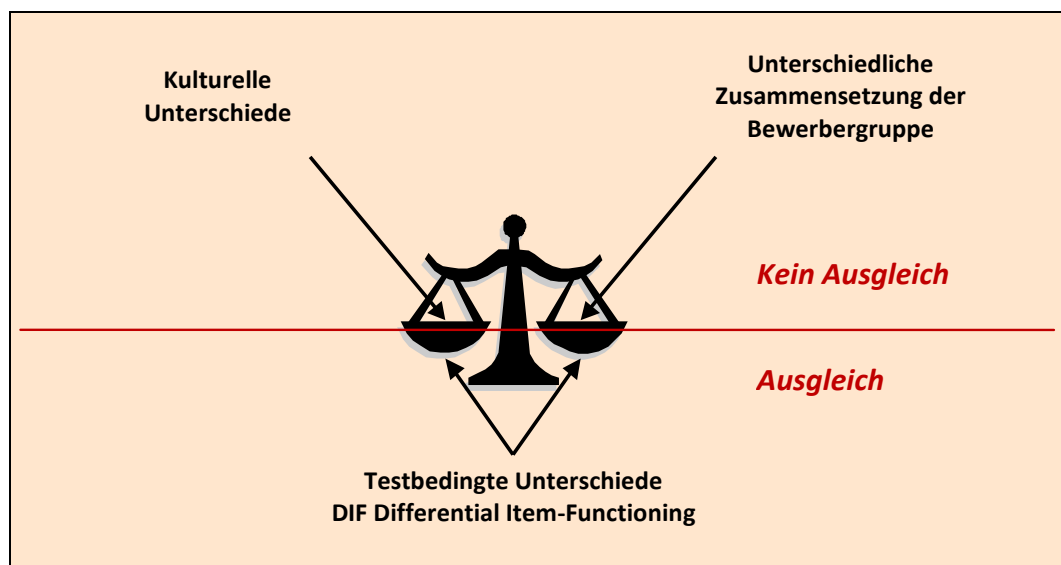 Kulturelle
Unterschiede
Unterschiedliche
Zusammensetzung der
Bewerbergruppe
Kein Ausgleich
Ausgleich
Testbedingte Unterschiede
DIF Differential Item-Functioning